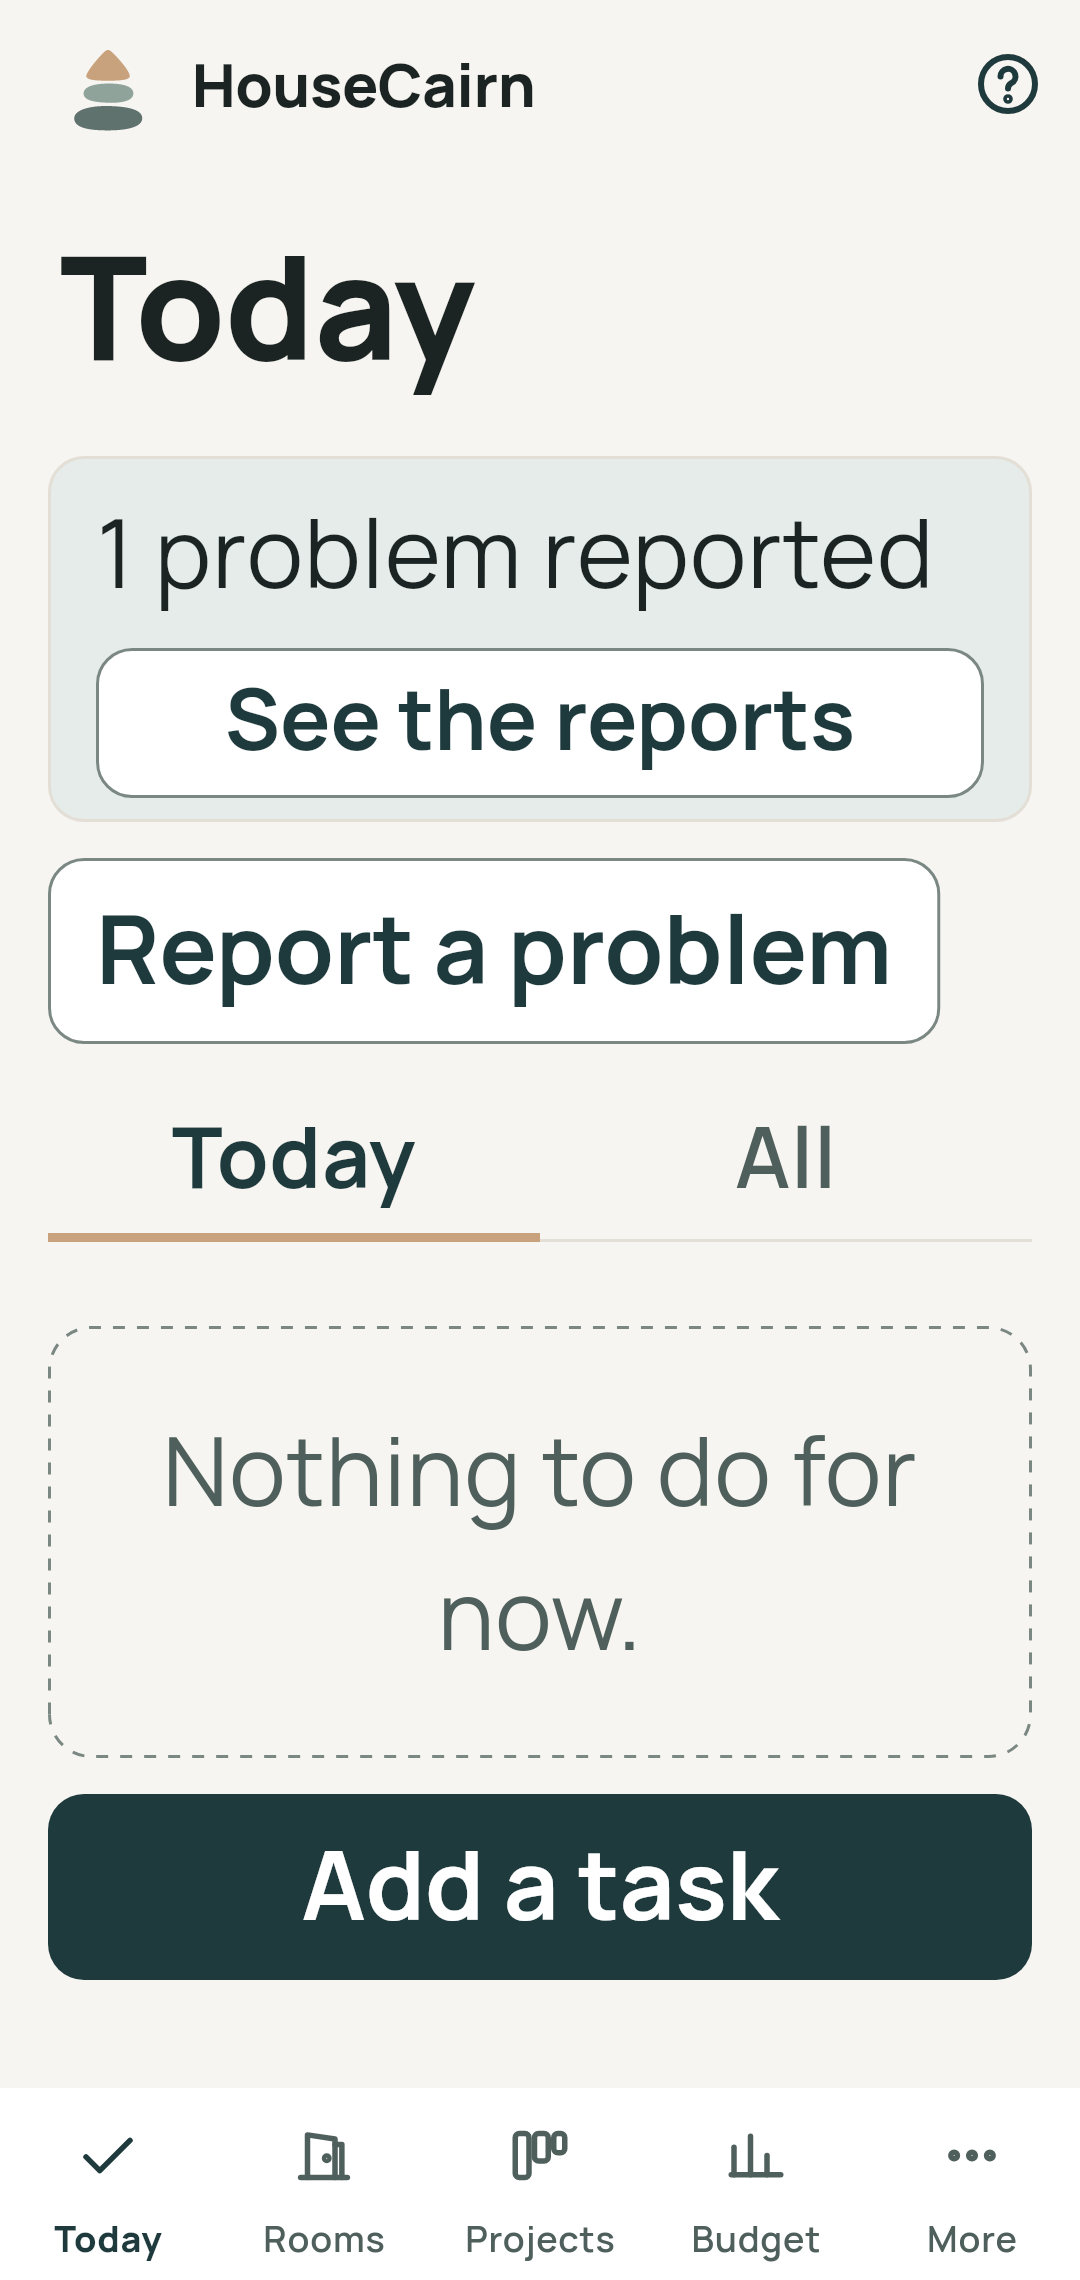 HouseCairn
Today
1 problem reported
See the reports
Report a problem
Today
All
Nothing to do for
now.
Add a task
Today
Rooms
Projects
Budget
More